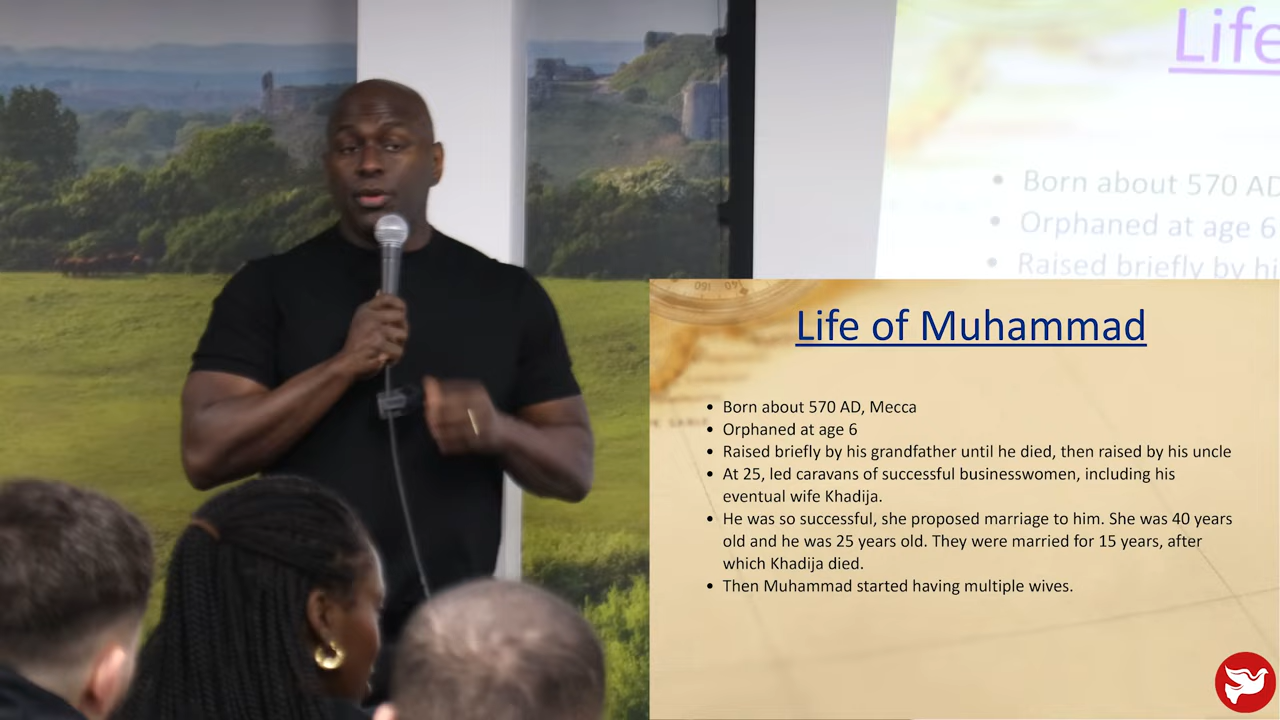 Life
• Born about 570 AD
• Orphaned at age 6
• Raised briefly by hi
Life of Muhammad
• Born about 570 AD, Mecca
• Orphaned at age 6
• Raised briefly by his grandfather until he died, then raised by his uncle
• At 25, led caravans of successful businesswomen, including his
eventual wife Khadija.
• He was so successful, she proposed marriage to him. She was 40 years
old and he was 25 years old. They were married for 15 years, after
which Khadija died.
• Then Muhammad started having multiple wives.